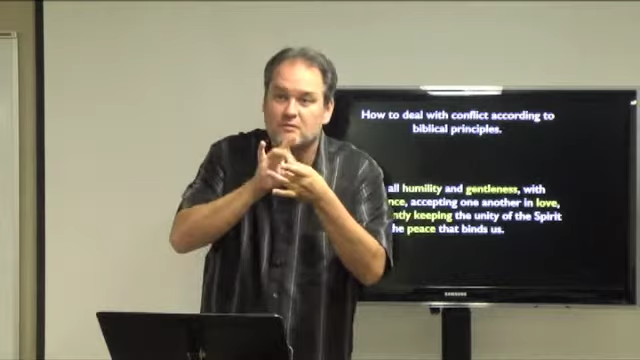 How to deal with conflict according to
biblical principles.
all humility and gentleness, with
accepting one another in love,
keeping the unity of the Spirit
the peace that binds us.
SAMSUNG